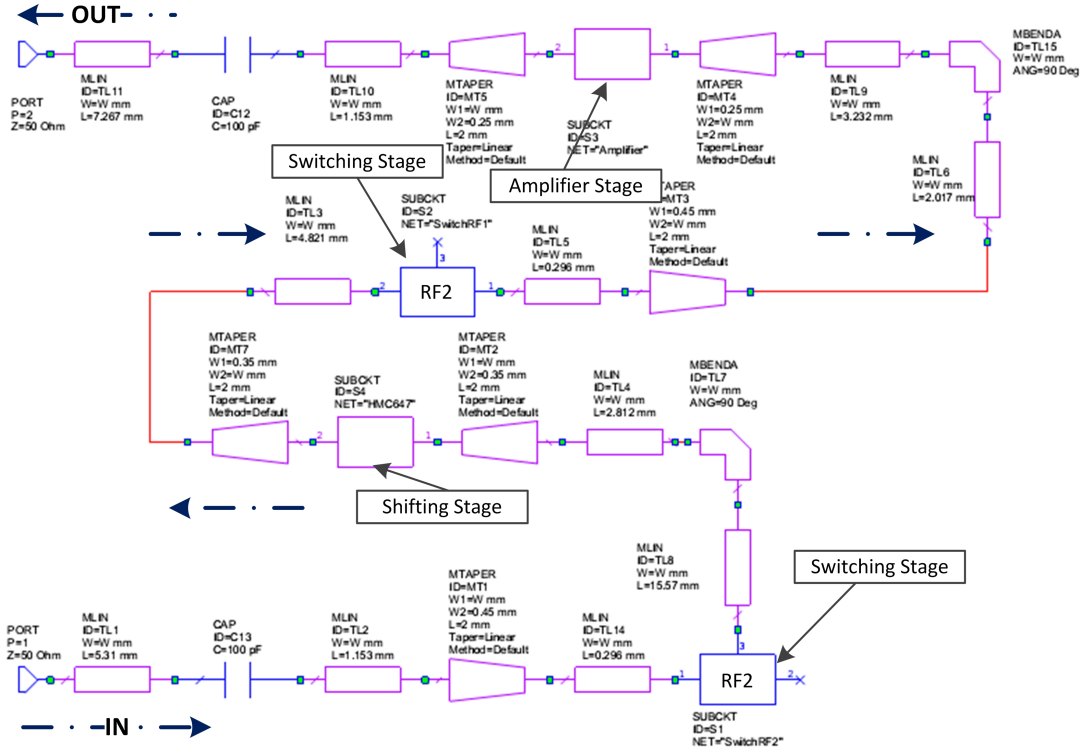 OUT
MLIN
ID=TL11
W=W mm
L=7.267 mm
PORT
P=2
Z=50 Ohm
CAP
ID=C12
C=100 pF
MLIN
ID=TL10
W=W mm
L=1.153 mm
MTAPER
ID=MT5
W1=W mm
W2=0.25 mm
L=2 mm
Taper=Linear
Method=Default
2
1
SUBCKT
ID=S3
NET="Amplifier"
MTAPER
ID=MT4
W1=0.25 mm
W2=W mm
L=2 mm
Taper=Linear
Method=Default
MLIN
ID=TL9
W=W mm
L=3.232 mm
MBENDA
ID=TL15
W=W mm
ANG=90 Deg
MLIN
ID=TL6
W=W mm
L=2.017 mm
Switching Stage
Amplifier Stage
MLIN
ID=TL3
W=W mm
L=4.821 mm
SUBCKT
ID=S2
NET="SwitchRF1"
3
2
RF2
1
MLIN
ID=TL5
W=W mm
L=0.296 mm
TAPER
MT3
W1=0.45 mm
W2=W mm
L=2 mm
Taper=Linear
Method=Default
MTAPER
ID=MT7
W1=0.35 mm
W2=W mm
L=2 mm
Taper=Linear
Method=Default
SUBCKT
ID=S4
NET="HMC647"
2
1
MTAPER
ID=MT2
W1=W mm
W2=0.35 mm
L=2 mm
Taper=Linear
Method=Default
MLIN
ID=TL4
W=W mm
L=2.812 mm
MBENDA
ID=TL7
W=W mm
ANG=90 Deg
Shifting Stage
MLIN
ID=TL8
W=W mm
L=15.57 mm
Switching Stage
PORT
P=1
Z=50 Ohm
MLIN
ID=TL1
W=W mm
L=5.31 mm
CAP
ID=C13
C=100 pF
MLIN
ID=TL2
W=W mm
L=1.153 mm
MTAPER
ID=MT1
W1=W mm
W2=0.45 mm
L=2 mm
Taper=Linear
Method=Default
MLIN
ID=TL14
W=W mm
L=0.296 mm
3
1
RF2
2
SUBCKT
ID=S1
NET="SwitchRF2"
IN